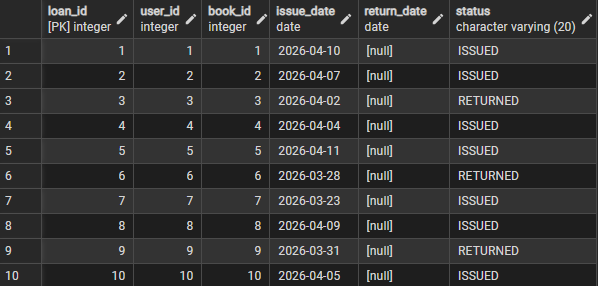 loan_id user_id book_id issue_date return_date status
[PK] integer integer integer date date character varying (20)
1 1 1 1 2026-04-10 [null] ISSUED
2 2 2 2 2026-04-07 [null] ISSUED
3 3 3 3 2026-04-02 [null] RETURNED
4 4 4 4 2026-04-04 [null] ISSUED
5 5 5 5 2026-04-11 [null] ISSUED
6 6 6 6 2026-03-28 [null] RETURNED
7 7 7 7 2026-03-23 [null] ISSUED
8 8 8 8 2026-04-09 [null] ISSUED
9 9 9 9 2026-03-31 [null] RETURNED
10 10 10 10 2026-04-05 [null] ISSUED